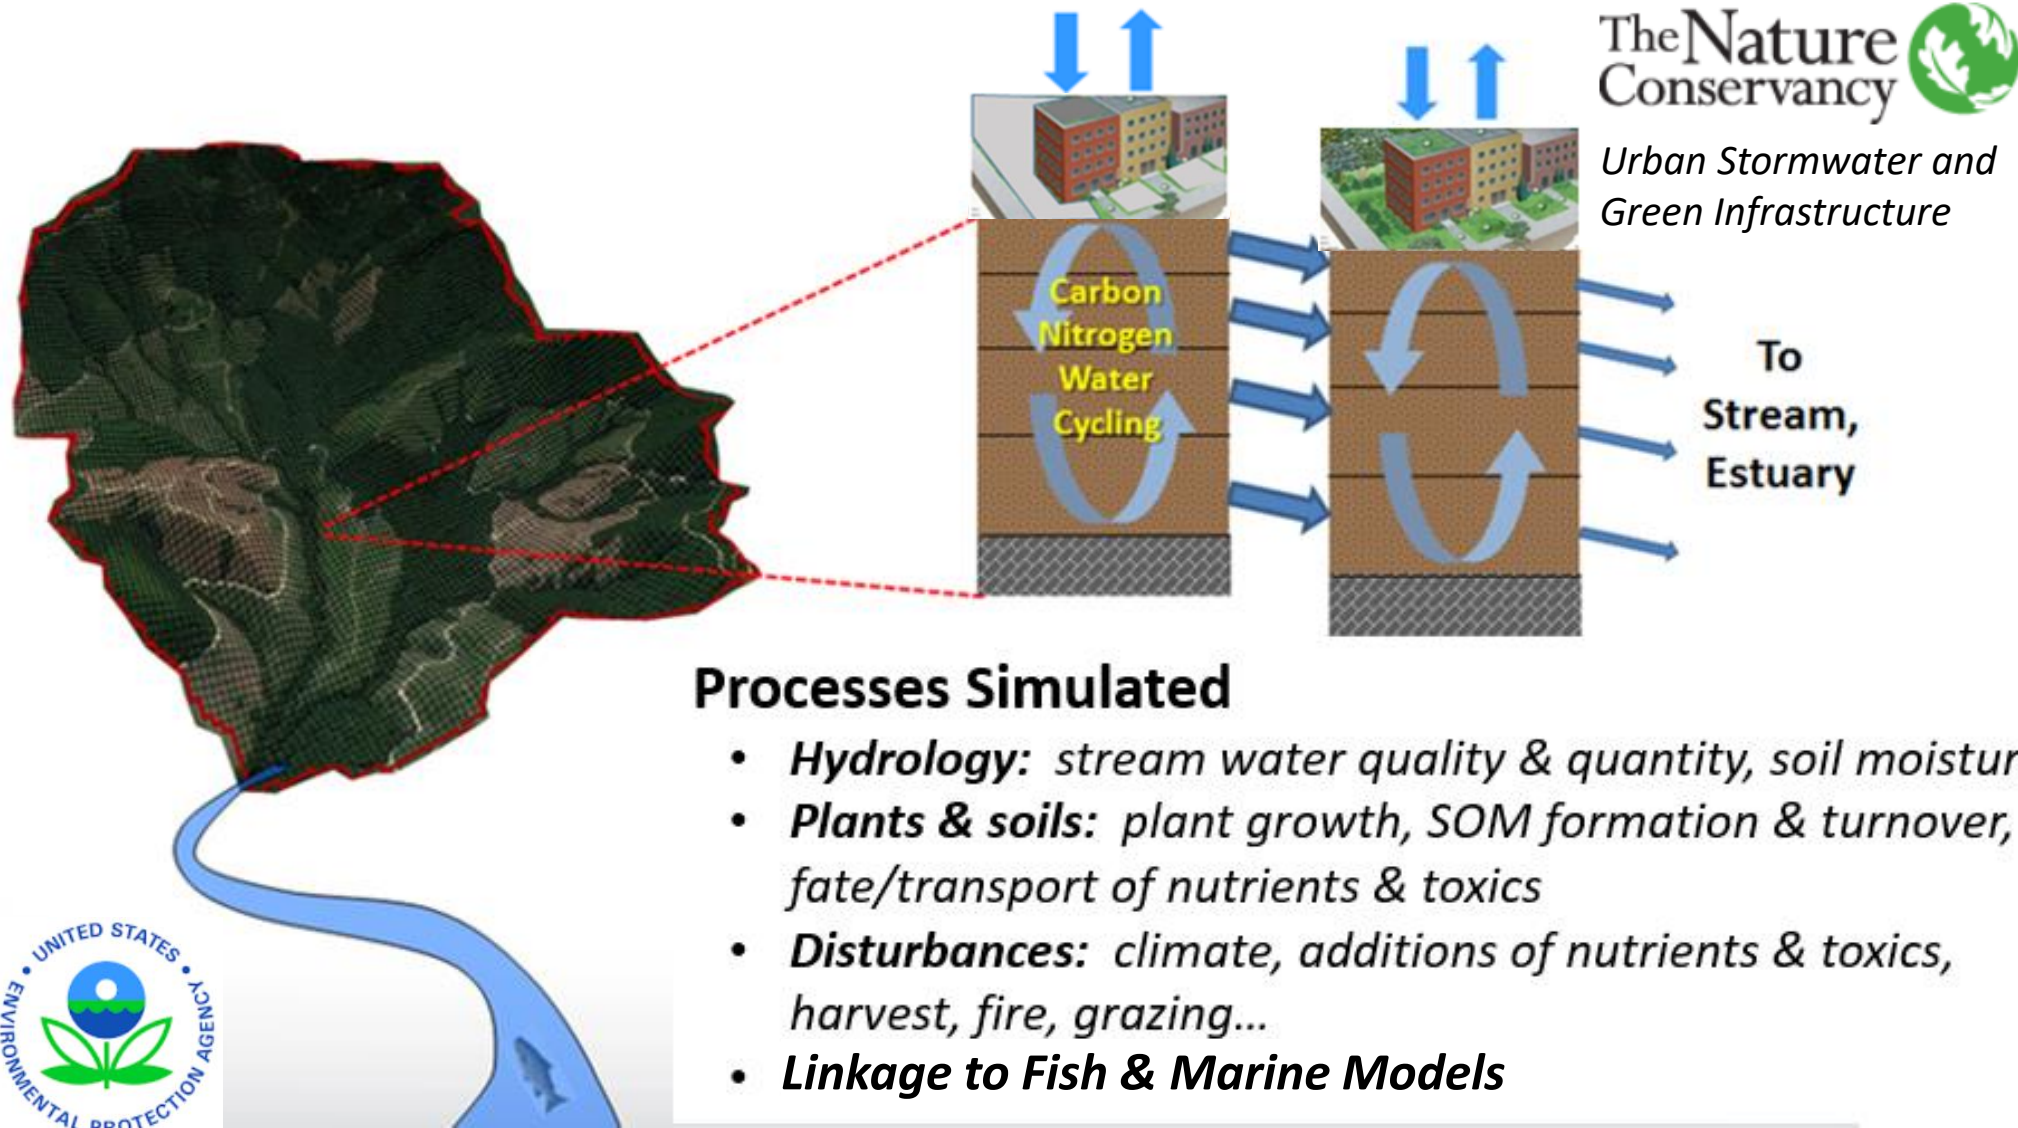 The Nature
Conservancy
Urban Stormwater and
Green Infrastructure
Carbon
Nitrogen
Water
Cycling
To
Stream,
Estuary
Processes Simulated
• Hydrology: stream water quality & quantity, soil moistur
• Plants & soils: plant growth, SOM formation & turnover,
fate/transport of nutrients & toxics
• Disturbances: climate, additions of nutrients & toxics,
harvest, fire, grazing...
• Linkage to Fish & Marine Models
UNITED STATES • ENVIRONMENTAL PROTECTION AGENCY •